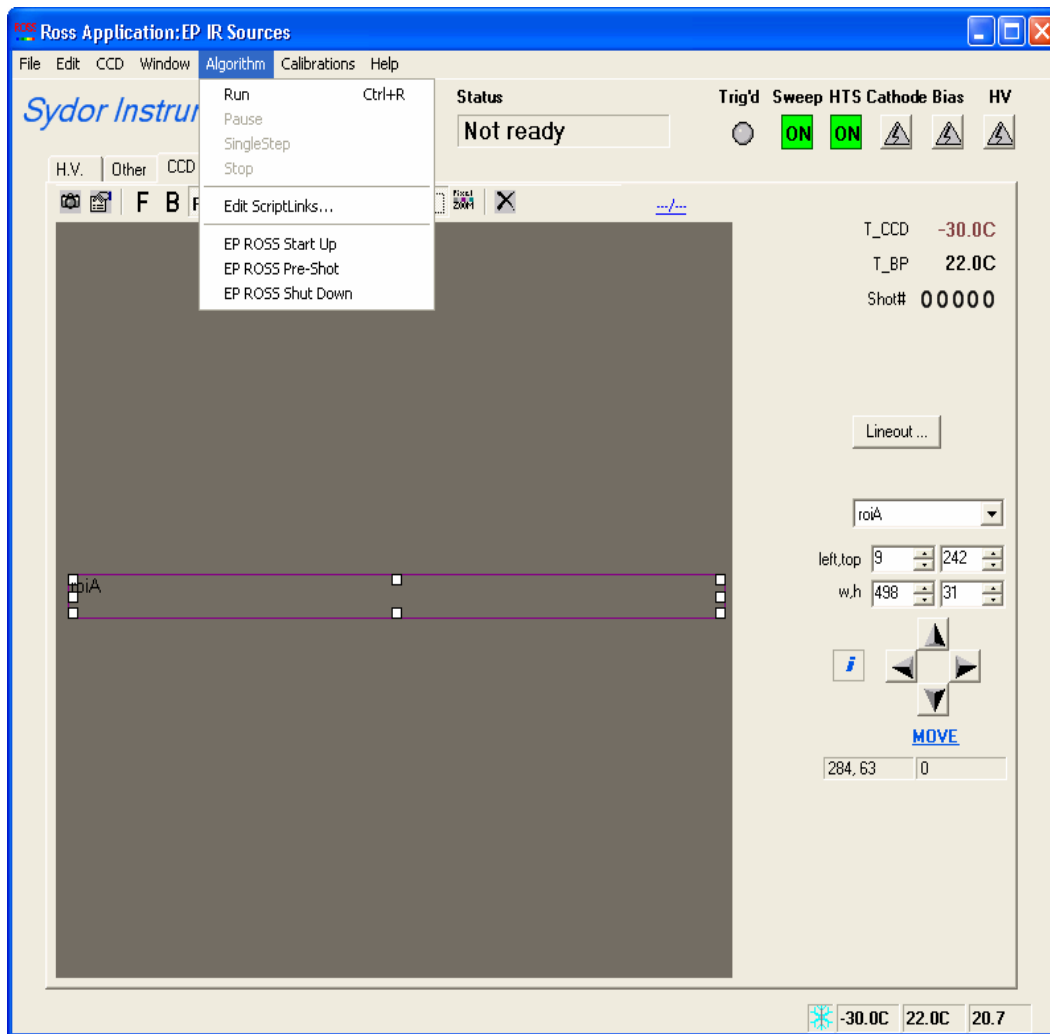 ROSS Ross Application:EP IR Sources
File Edit CCD Window Algorithm Calibrations Help
Sydor Instru
Run Ctrl+R
Pause
SingleStep
Stop
Edit ScriptLinks...
EP ROSS Start Up
EP ROSS Pre-Shot
EP ROSS Shut Down
Status
Not ready
Trig'd Sweep HTS Cathode Bias HV
ON ON
H.V. Other CCD
F B
Pixel
ZOOM
---/---
T_CCD -30.0C
T_BP 22.0C
Shot# 00000
Lineout ...
roiA
left,top 9 242
w,h 498 31
roiA
i
MOVE
284, 63 0
-30.0C 22.0C 20.7